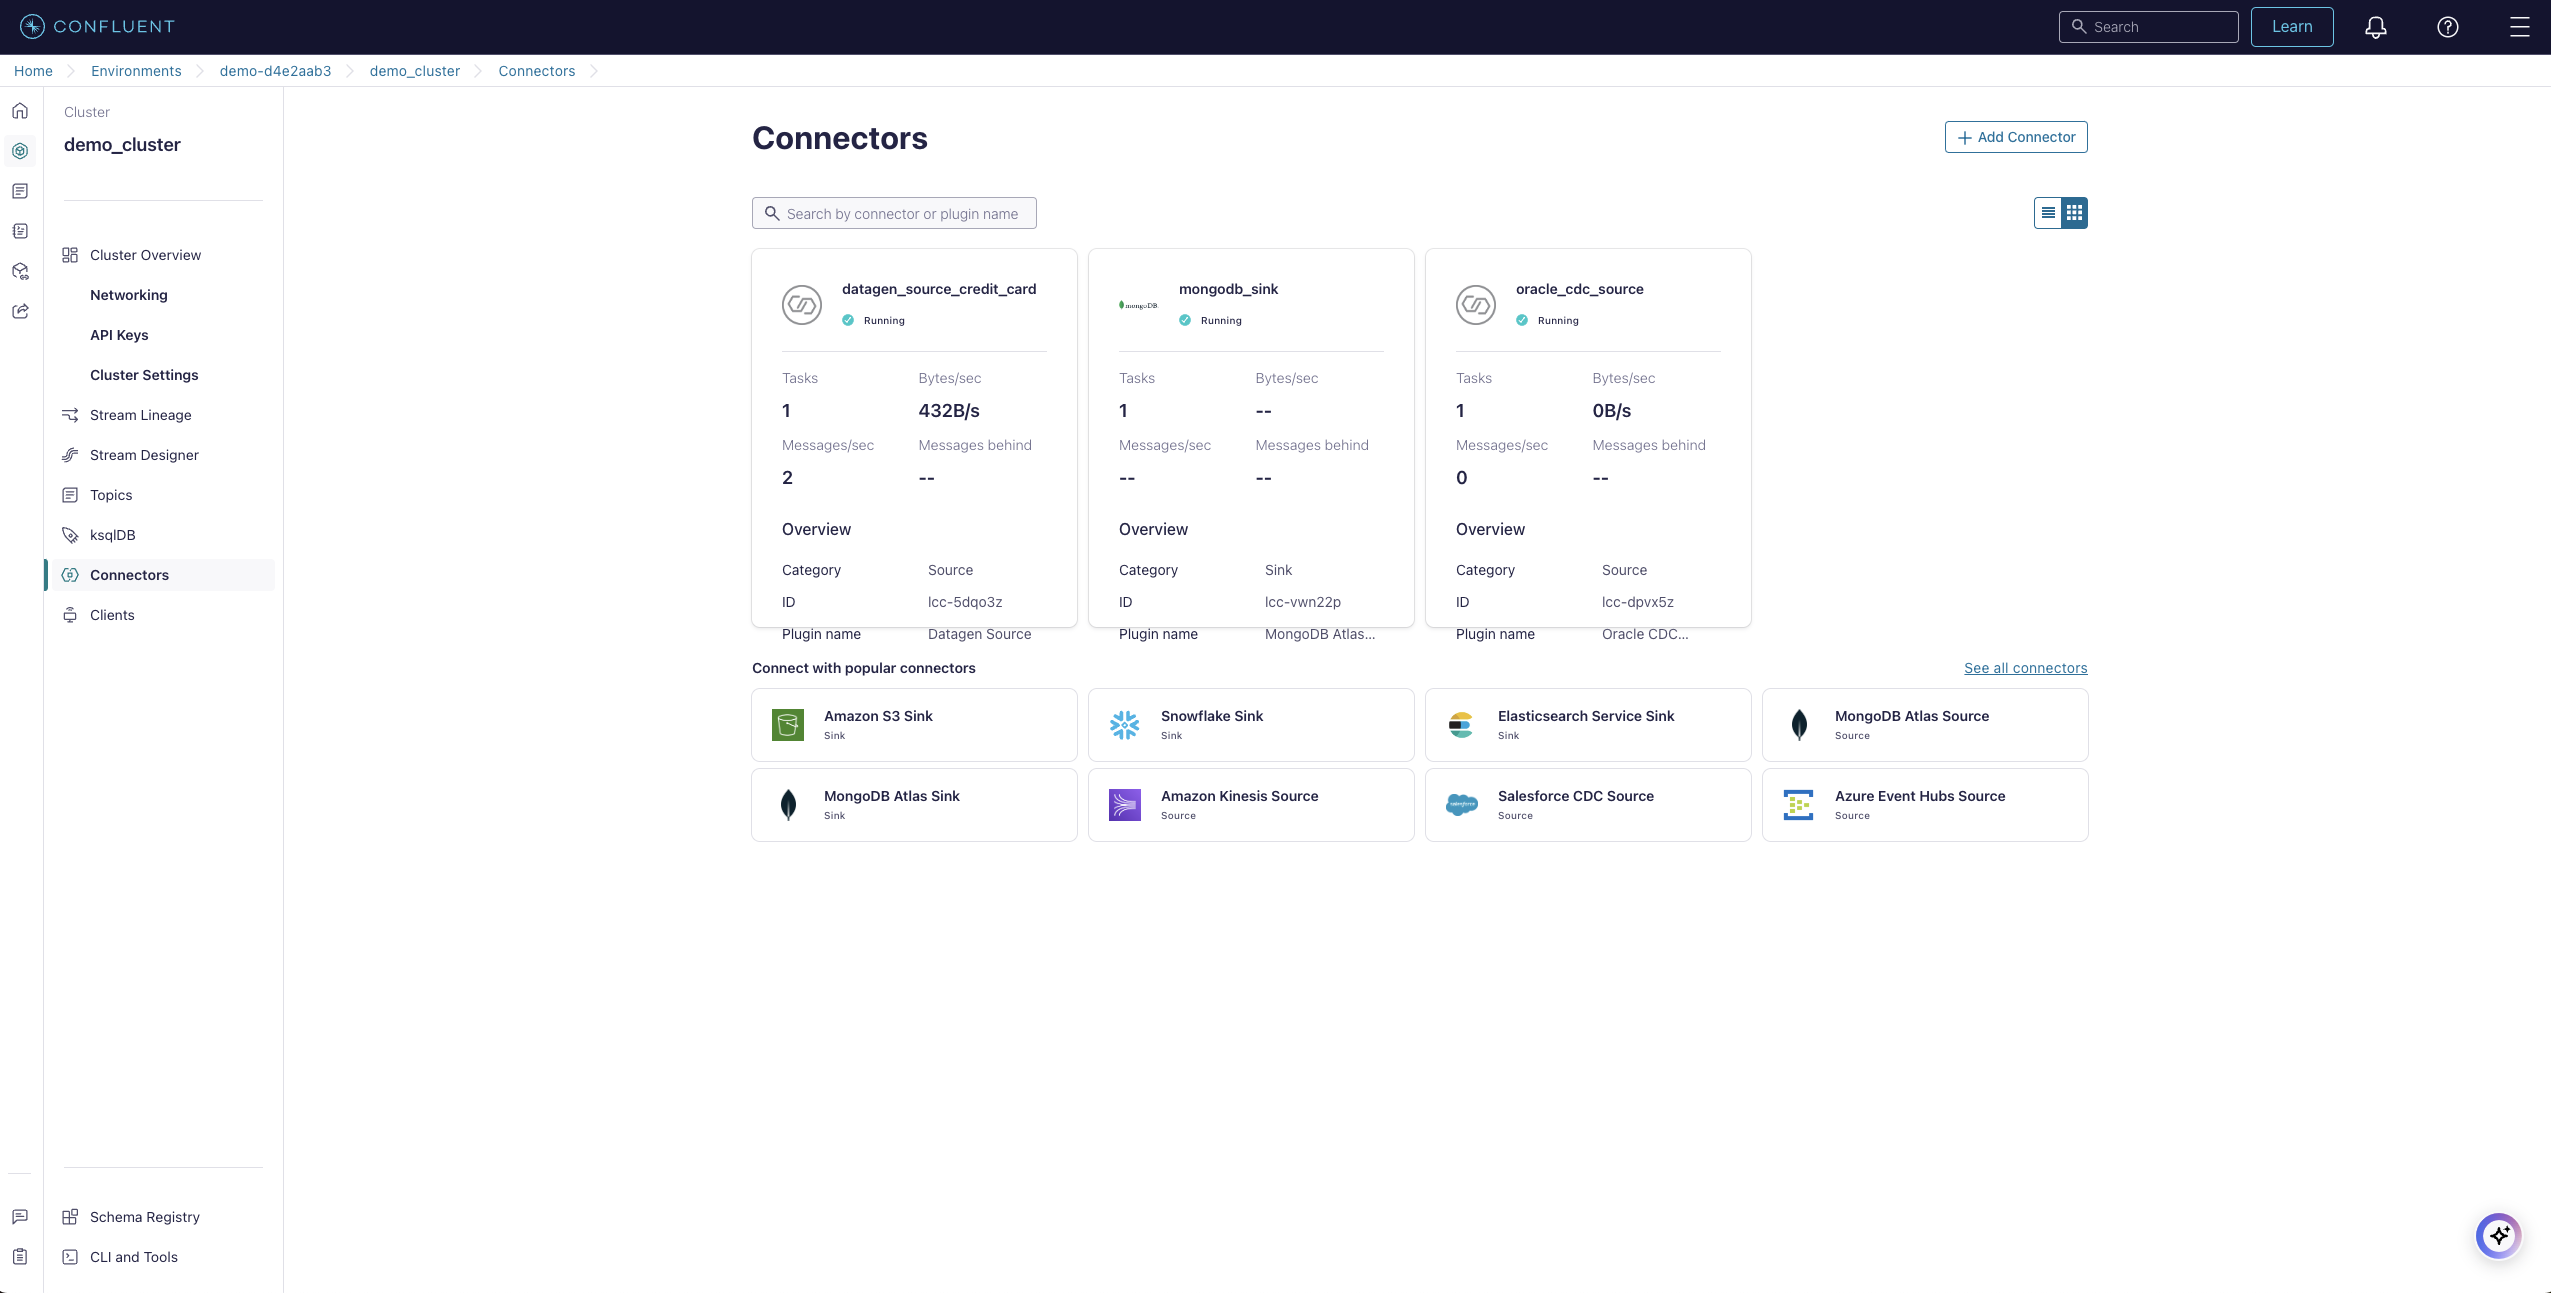 CONFLUENT
Search
Learn
Home
Environments
demo-d4e2aab3
demo_cluster
Connectors
Cluster
demo_cluster
Cluster Overview
Networking
API Keys
Cluster Settings
Stream Lineage
Stream Designer
Topics
ksqlDB
Connectors
Clients
Schema Registry
CLI and Tools
Connectors
Add Connector
Search by connector or plugin name
datagen_source_credit_card
Running
Tasks
Bytes/sec
1
432B/s
Messages/sec
Messages behind
2
--
Overview
Category
Source
ID
lcc-5dqo3z
Plugin name
Datagen Source
mongoDB.
mongodb_sink
Running
Tasks
Bytes/sec
1
--
Messages/sec
Messages behind
--
--
Overview
Category
Sink
ID
lcc-vwn22p
Plugin name
MongoDB Atlas...
oracle_cdc_source
Running
Tasks
Bytes/sec
1
0B/s
Messages/sec
Messages behind
0
--
Overview
Category
Source
ID
lcc-dpvx5z
Plugin name
Oracle CDC...
Connect with popular connectors
See all connectors
Amazon S3 Sink
Sink
Snowflake Sink
Sink
Elasticsearch Service Sink
Sink
MongoDB Atlas Source
Source
MongoDB Atlas Sink
Sink
Amazon Kinesis Source
Source
salesforce
Salesforce CDC Source
Source
Azure Event Hubs Source
Source